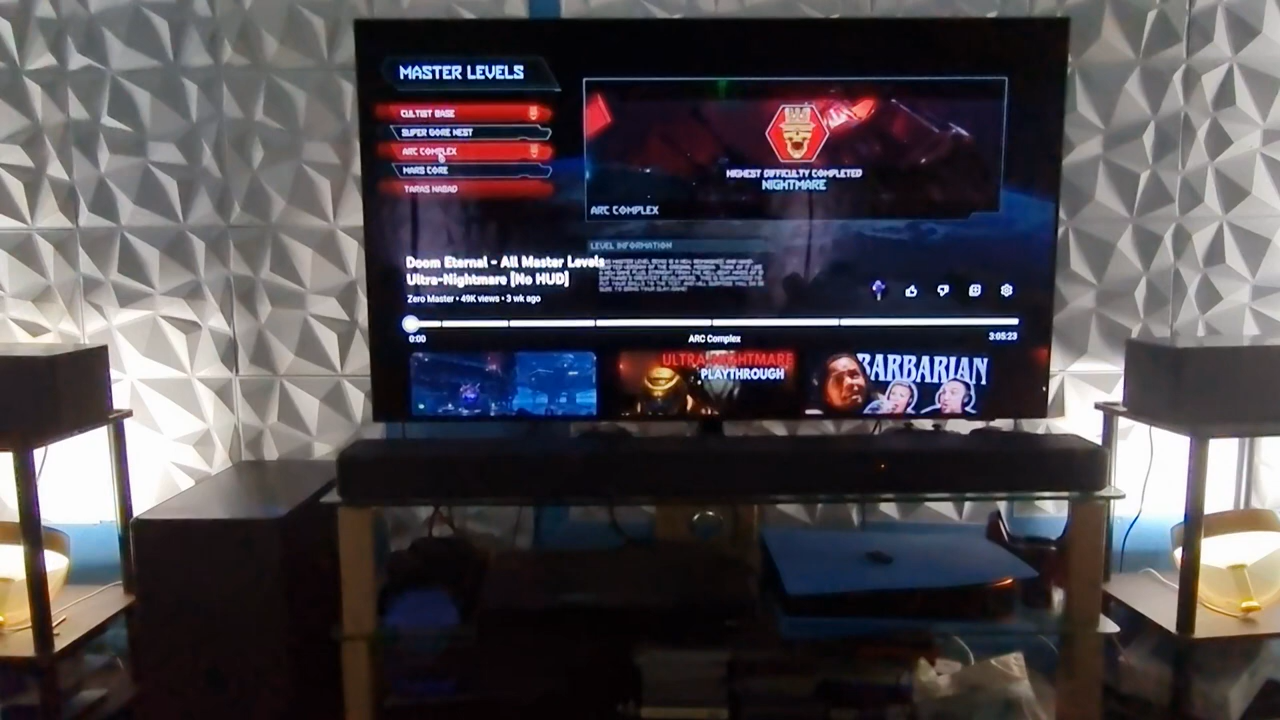 MASTER LEVELS
CULTIST BASE
SUPER GORE NEST
ARC COMPLEX
MARS CORE
TARAS NABAD
HIGHEST DIFFICULTY COMPLETED
NIGHTMARE
ARC COMPLEX
LEVEL INFORMATION
Doom Eternal - All Master Levels
Ultra-Nightmare [No HUD]
Zero Master • 49K views • 3 wk ago
0:00
ARC Complex
3:05:23
ULTRA-NIGHTMARE
PLAYTHROUGH
BARBARIAN